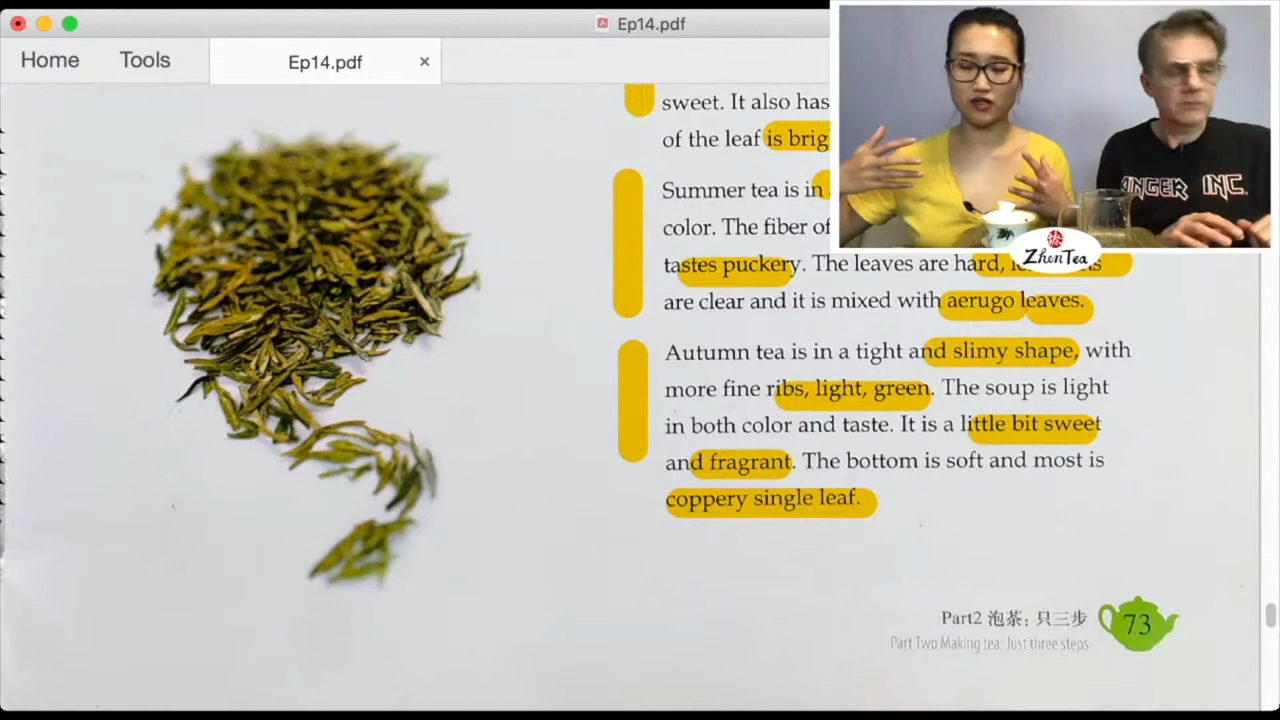 Ep14.pdf
Home
Tools
Ep14.pdf
sweet. It also has
of the leaf is brig
Summer tea is in
color. The fiber of
tastes puckery. The leaves are hard,
are clear and it is mixed with aerugo leaves.
Autumn tea is in a tight and slimy shape, with
more fine ribs, light, green. The soup is light
in both color and taste. It is a little bit sweet
and fragrant. The bottom is soft and most is
coppery single leaf.
Part2 泡茶：只三步
73
Part Two Making tea: Just three steps
INGER INC.
ZhenTea